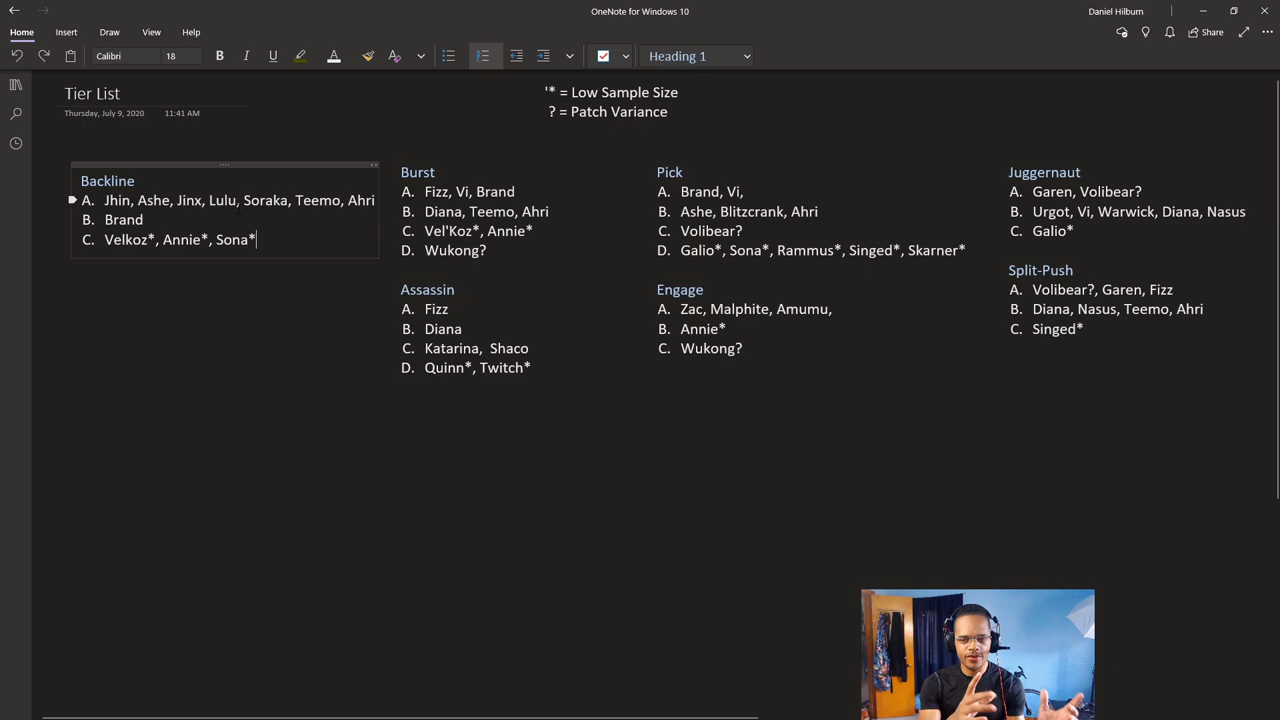 OneNote for Windows 10
Daniel Hilburn
Home
Insert
Draw
View
Help
Share
Calibri
18
B
I
U
A
Heading 1
Tier List
Thursday, July 9, 2020
11:41 AM
'* = Low Sample Size
? = Patch Variance
Backline
A. Jhin, Ashe, Jinx, Lulu, Soraka, Teemo, Ahri
B. Brand
C. Velkoz*, Annie*, Sona*
Burst
A. Fizz, Vi, Brand
B. Diana, Teemo, Ahri
C. Vel'Koz*, Annie*
D. Wukong?
Assassin
A. Fizz
B. Diana
C. Katarina, Shaco
D. Quinn*, Twitch*
Pick
A. Brand, Vi,
B. Ashe, Blitzcrank, Ahri
C. Volibear?
D. Galio*, Sona*, Rammus*, Singed*, Skarner*
Engage
A. Zac, Malphite, Amumu,
B. Annie*
C. Wukong?
Juggernaut
A. Garen, Volibear?
B. Urgot, Vi, Warwick, Diana, Nasus
C. Galio*
Split-Push
A. Volibear?, Garen, Fizz
B. Diana, Nasus, Teemo, Ahri
C. Singed*